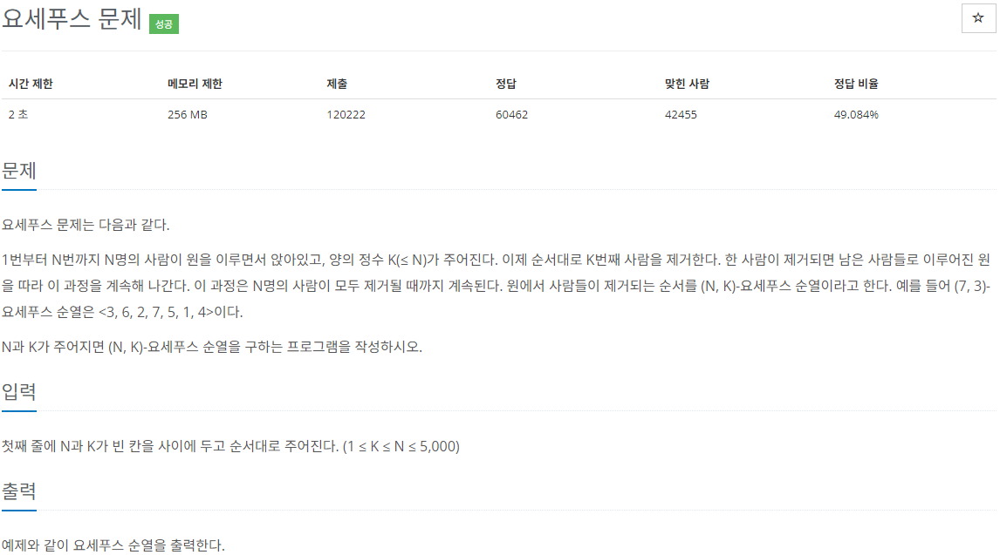 요세푸스 문제 성공
시간 제한 메모리 제한 제출 정답 맞힌 사람 정답 비율
2 초 256 MB 120222 60462 42455 49.084%
문제
요세푸스 문제는 다음과 같다.
1번부터 N번까지 N명의 사람이 원을 이루면서 앉아있고, 양의 정수 K(≤ N)가 주어진다. 이제 순서대로 K번째 사람을 제거한다. 한 사람이 제거되면 남은 사람들로 이루어진 원
을 따라 이 과정을 계속해 나간다. 이 과정은 N명의 사람이 모두 제거될 때까지 계속된다. 원에서 사람들이 제거되는 순서를 (N, K)-요세푸스 순열이라고 한다. 예를 들어 (7, 3)-
요세푸스 순열은 <3, 6, 2, 7, 5, 1, 4>이다.
N과 K가 주어지면 (N, K)-요세푸스 순열을 구하는 프로그램을 작성하시오.
입력
첫째 줄에 N과 K가 빈 칸을 사이에 두고 순서대로 주어진다. (1 ≤ K ≤ N ≤ 5,000)
출력
예제와 같이 요세푸스 순열을 출력한다.